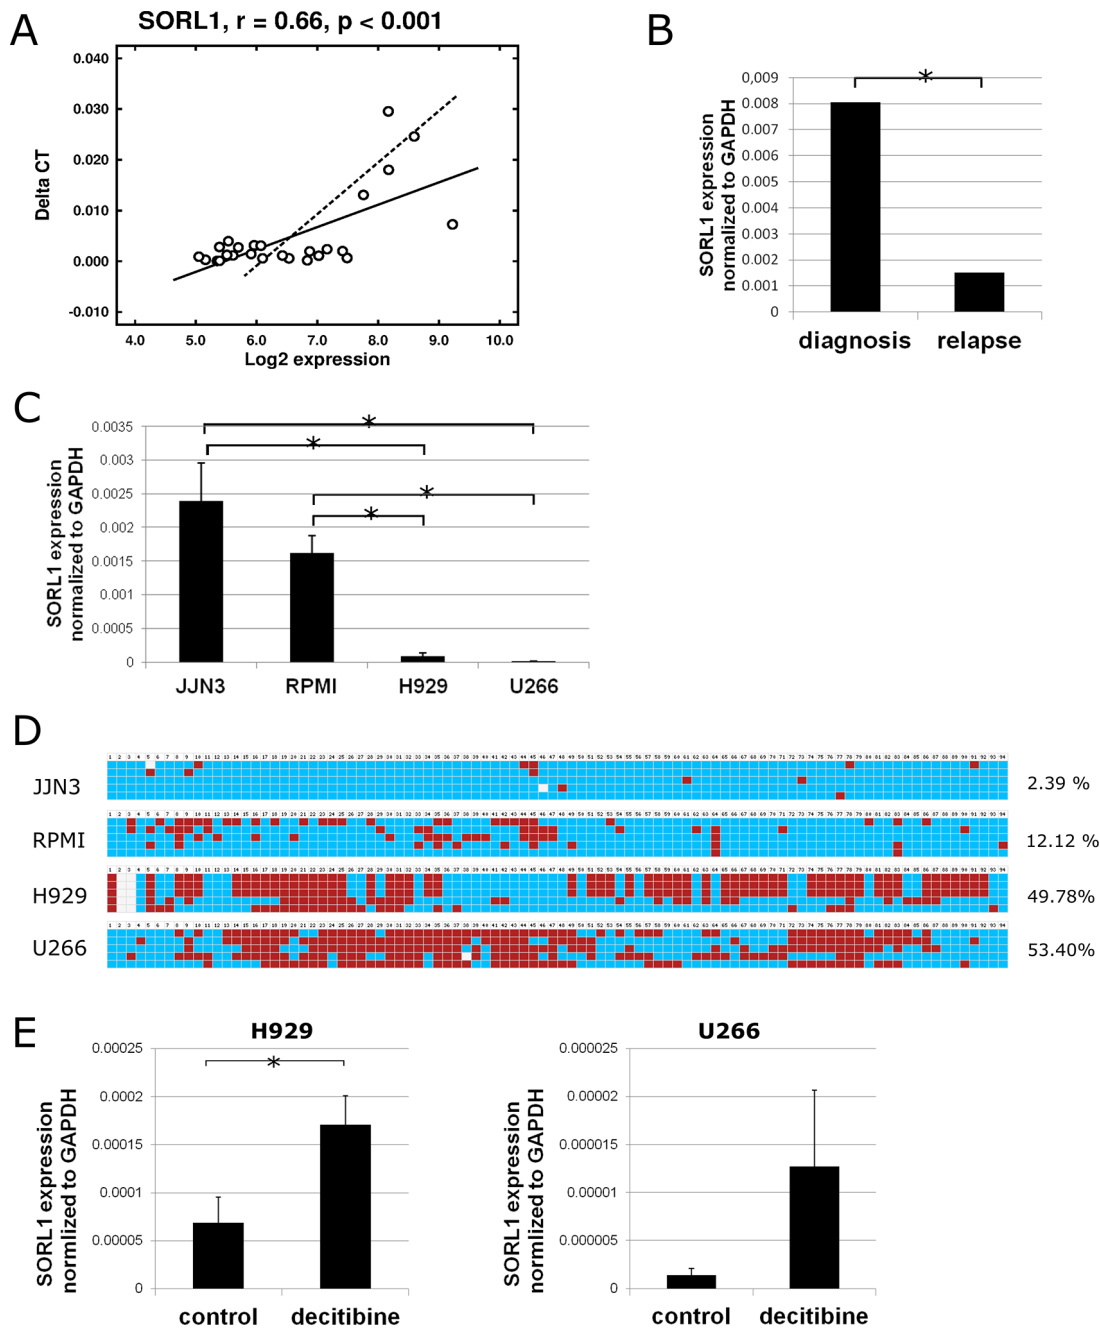 A
SORL1, r = 0.66, p < 0.001
Delta CT
0.040
0.030
0.020
0.010
0.000
-0.010
4.0 5.0 6.0 7.0 8.0 9.0 10.0
Log2 expression
B
SORL1 expression
normalized to GAPDH
0,009
0.008
0.007
0.006
0.005
0.004
0.003
0.002
0.001
0
*
diagnosis relapse
C
SORL1 expression
normalized to GAPDH
0.0035
0.003
0.0025
0.002
0.0015
0.001
0.0005
0
*
*
*
*
JJN3 RPMI H929 U266
D
JJN3 2.39 %
RPMI 12.12 %
H929 49.78%
U266 53.40%
E
H929
SORL1 expression
normlized to GAPDH
0.00025
0.0002
0.00015
0.0001
0.00005
0
*
control decitibine
U266
SORL1 expression
normlized to GAPDH
0.000025
0.00002
0.000015
0.00001
0.000005
0
control decitibine